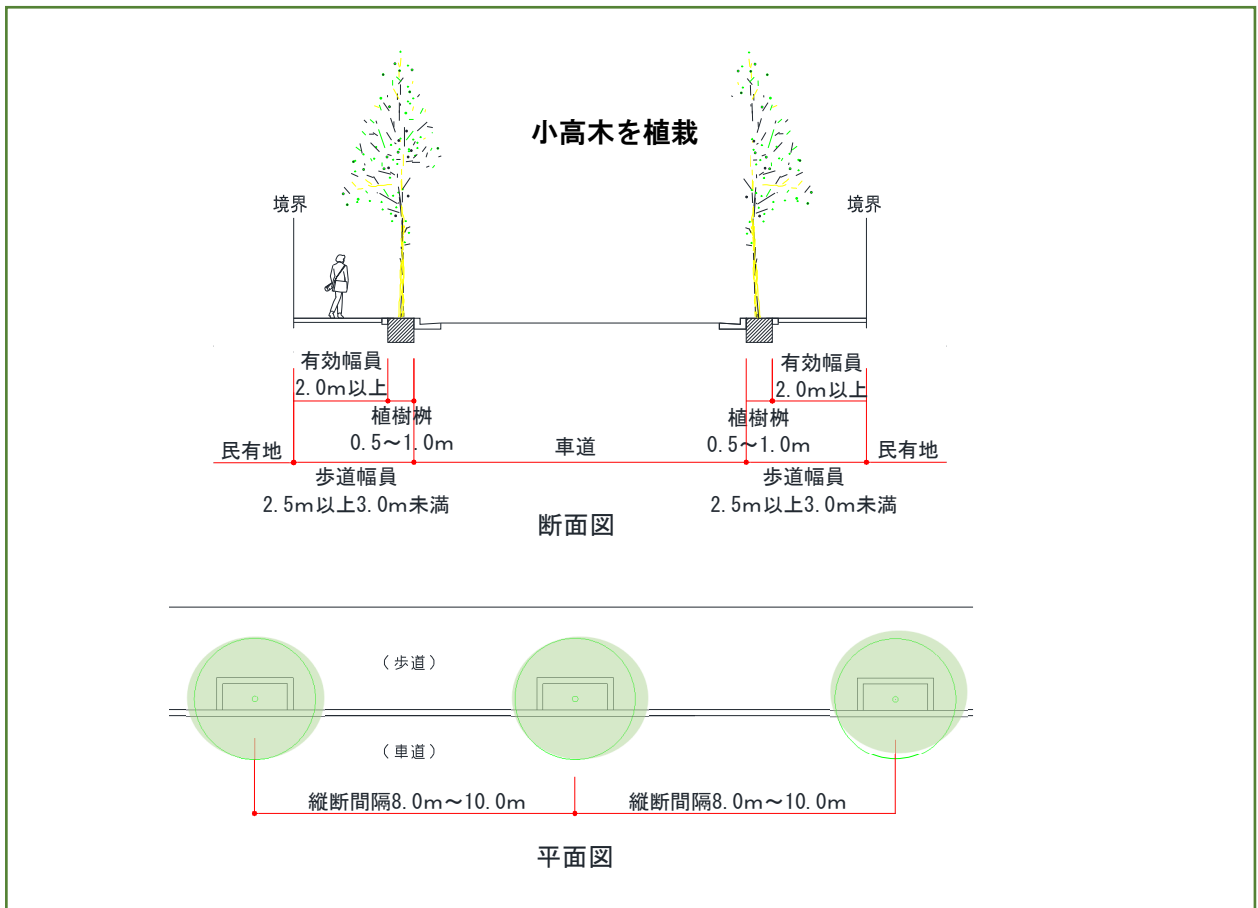 小高木を植栽
境界
境界
有効幅員
2.0m以上
有効幅員
2.0m以上
植樹桝
0.5～1.0m
植樹桝
0.5～1.0m
民有地
車道
民有地
歩道幅員
2.5m以上3.0m未満
歩道幅員
2.5m以上3.0m未満
断面図
（歩道）
（車道）
縦断間隔8.0m～10.0m
縦断間隔8.0m～10.0m
平面図